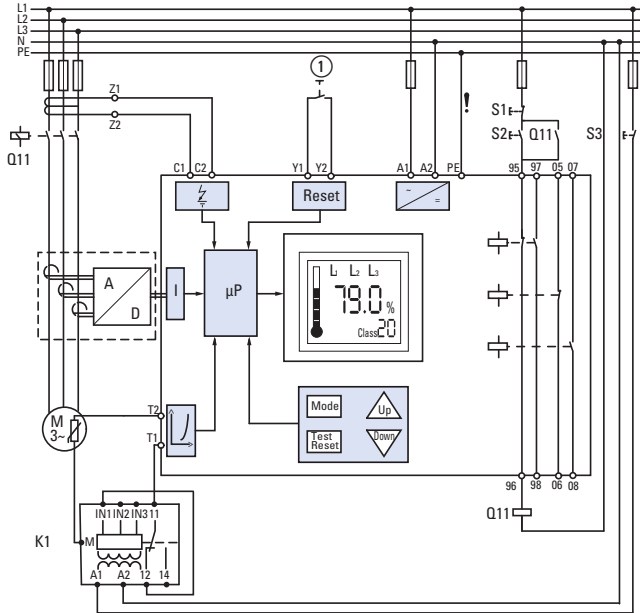 L1
L2
L3
N
PE
Z1
Z2
1
!
S1
S2 Q11
S3
Q11
C1 C2 Y1 Y2 A1 A2 PE 95 97 05 07
Reset
~
=
A
D
I
µP
L1 L2 L3
79.0 %
Class 20
M
3~
T2
T1
Mode Up
Test
Reset
Down
96 98 06 08
Q11
K1
IN1 IN2 IN3 11
M
A1 A2 12 14